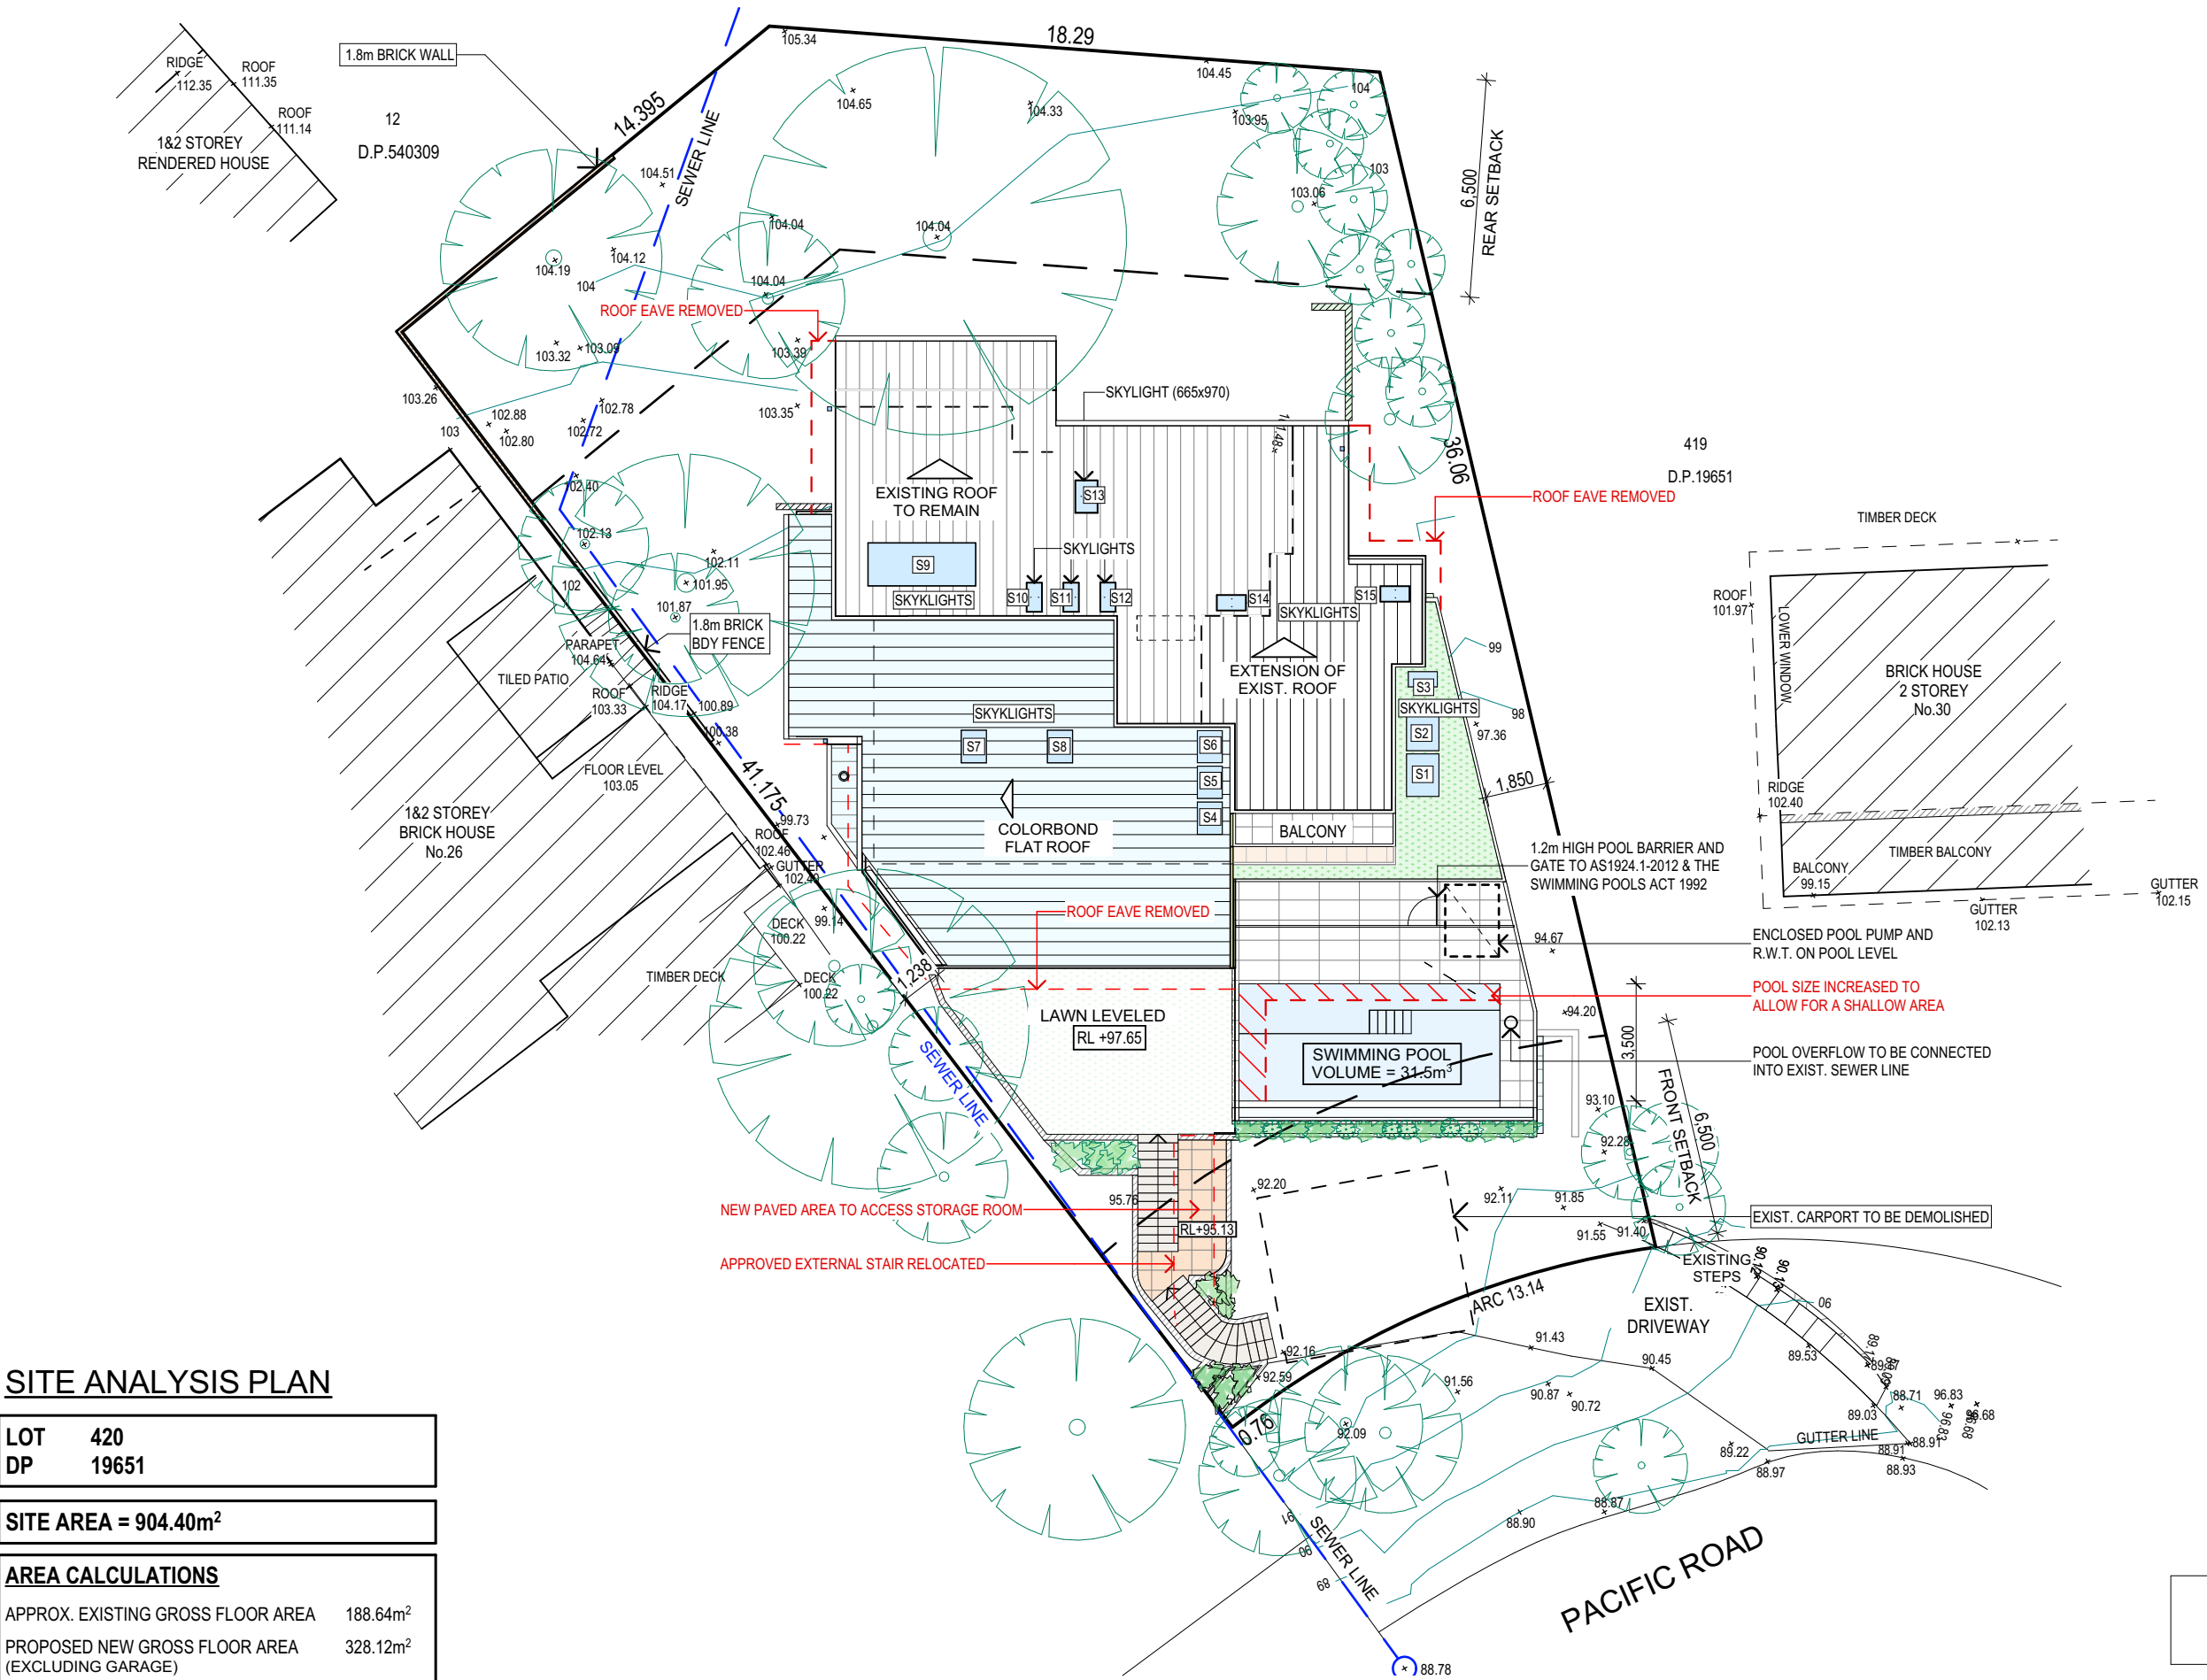 105.34
18.29
1.8m BRICK WALL
RIDGE
112.35
ROOF
111.35
ROOF
111.14
1&2 STOREY
RENDERED HOUSE
12
D.P.540309
14.395
SEWER LINE
104.45
104
104.65
104.33
103.95
103
103.06
6,500
REAR SETBACK
104.51
104.04
104.04
104.12
104.19
104
104.04
ROOF EAVE REMOVED
103.32
103.09
103.39
103.26
103.35
SKYLIGHT (665x970)
102.88
102.78
103
102.80
102.72
36.06
419
D.P.19651
EXISTING ROOF
TO REMAIN
S13
ROOF EAVE REMOVED
102.40
102.13
102.11
102
101.95
101.87
SKYLIGHTS
S9
SKYKLIGHTS
S10
S11
S12
S14
SKYKLIGHTS
S15
TIMBER DECK
ROOF
101.97
LOWER WINDOW
BRICK HOUSE
2 STOREY
No.30
1.8m BRICK
BDY FENCE
PARAPET
104.64
TILED PATIO
ROOF
103.33
RIDGE
104.17
100.89
100.38
EXTENSION OF
EXIST. ROOF
99
98
S3
SKYKLIGHTS
S2
97.36
S1
SKYKLIGHTS
S7
S8
S6
S5
S4
1,850
FLOOR LEVEL
103.05
41.175
1&2 STOREY
BRICK HOUSE
No.26
99.73
ROOF
102.46
GUTTER
102.49
COLORBOND
FLAT ROOF
BALCONY
RIDGE
102.40
TIMBER BALCONY
BALCONY
99.15
GUTTER
102.15
GUTTER
102.13
1.2m HIGH POOL BARRIER AND
GATE TO AS1924.1-2012 & THE
SWIMMING POOLS ACT 1992
99.14
DECK
100.22
ROOF EAVE REMOVED
94.67
ENCLOSED POOL PUMP AND
R.W.T. ON POOL LEVEL
TIMBER DECK
DECK
100.22
1,238
POOL SIZE INCREASED TO
ALLOW FOR A SHALLOW AREA
LAWN LEVELED
RL +97.65
94.20
3,500
SWIMMING POOL
VOLUME = 31.5m³
POOL OVERFLOW TO BE CONNECTED
INTO EXIST. SEWER LINE
SEWER LINE
93.10
FRONT SETBACK
6,500
92.28
NEW PAVED AREA TO ACCESS STORAGE ROOM
95.76
92.20
92.11
91.85
RL+95.13
91.55
91.40
EXIST. CARPORT TO BE DEMOLISHED
APPROVED EXTERNAL STAIR RELOCATED
EXISTING
STEPS
90.12
90.13
ARC 13.14
EXIST.
DRIVEWAY
90
92.16
91.43
90.45
89.53
92.59
91.56
90.87
90.72
88.71
96.83
89.03
96.83
96.68
0.76
92.09
GUTTER LINE
89.22
88.91
88.91
88.97
88.93
88.87
88.90
91
90
89
SEWER LINE
PACIFIC ROAD
88.78
SITE ANALYSIS PLAN
LOT 420
DP 19651
SITE AREA = 904.40m²
AREA CALCULATIONS
APPROX. EXISTING GROSS FLOOR AREA 188.64m²
PROPOSED NEW GROSS FLOOR AREA 328.12m²
(EXCLUDING GARAGE)